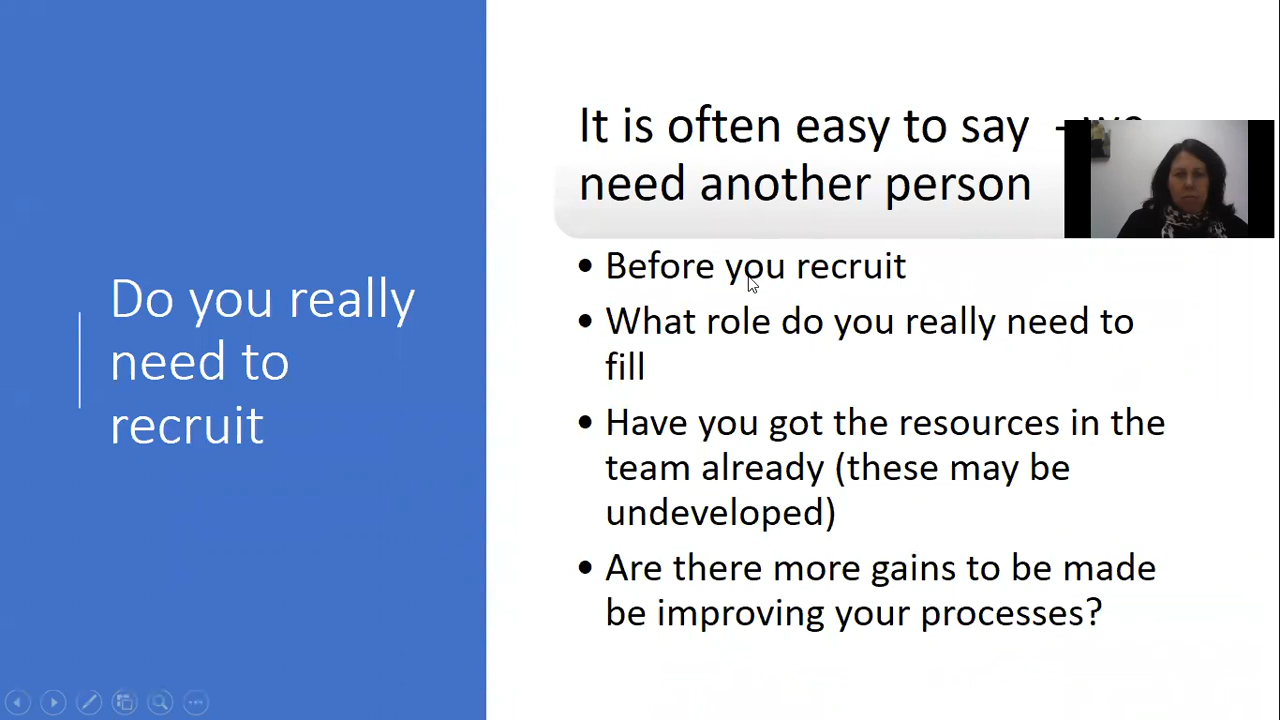 Do you really
need to
recruit
It is often easy to say - we
need another person
• Before you recruit
• What role do you really need to
fill
• Have you got the resources in the
team already (these may be
undeveloped)
• Are there more gains to be made
be improving your processes?